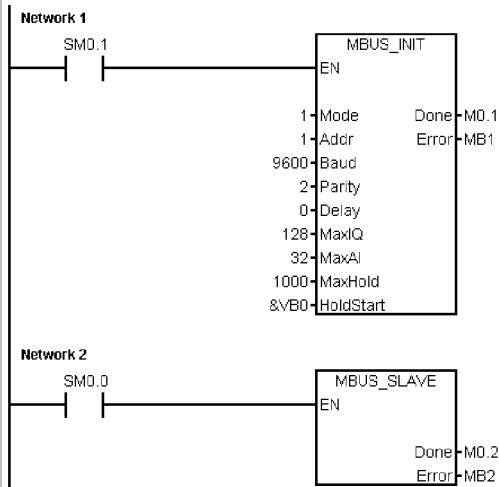 Network 1
SM0.1
MBUS_INIT
EN
1 Mode Done M0.1
1 Addr Error MB1
9600 Baud
2 Parity
0 Delay
128 MaxIQ
32 MaxAI
1000 MaxHold
&VB0 HoldStart
Network 2
SM0.0
MBUS_SLAVE
EN
Done M0.2
Error MB2